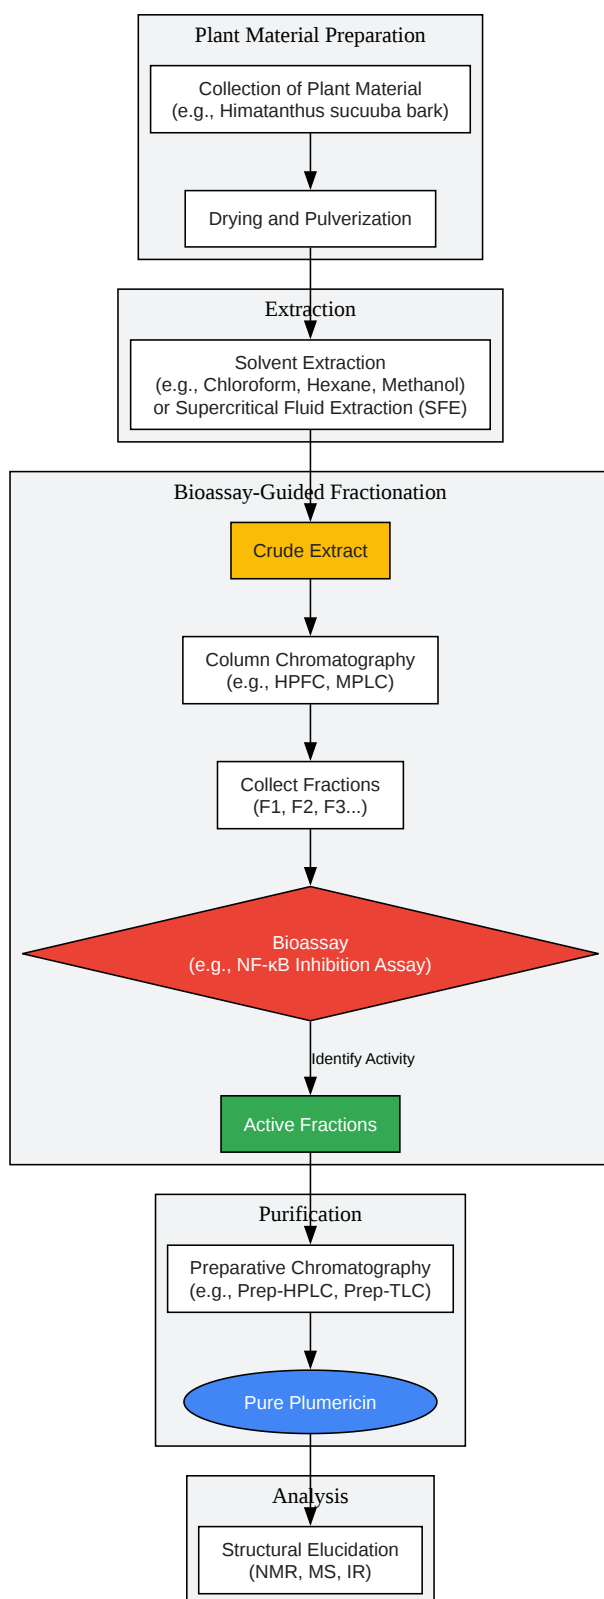 Plant Material Preparation
Collection of Plant Material
(e.g., Himatanthus sucuuba bark)
Drying and Pulverization
Extraction
Solvent Extraction
(e.g., Chloroform, Hexane, Methanol)
or Supercritical Fluid Extraction (SFE)
Bioassay-Guided Fractionation
Crude Extract
Column Chromatography
(e.g., HPFC, MPLC)
Collect Fractions
(F1, F2, F3...)
Bioassay
(e.g., NF-κB Inhibition Assay)
Identify Activity
Active Fractions
Purification
Preparative Chromatography
(e.g., Prep-HPLC, Prep-TLC)
Pure Plumericin
Analysis
Structural Elucidation
(NMR, MS, IR)